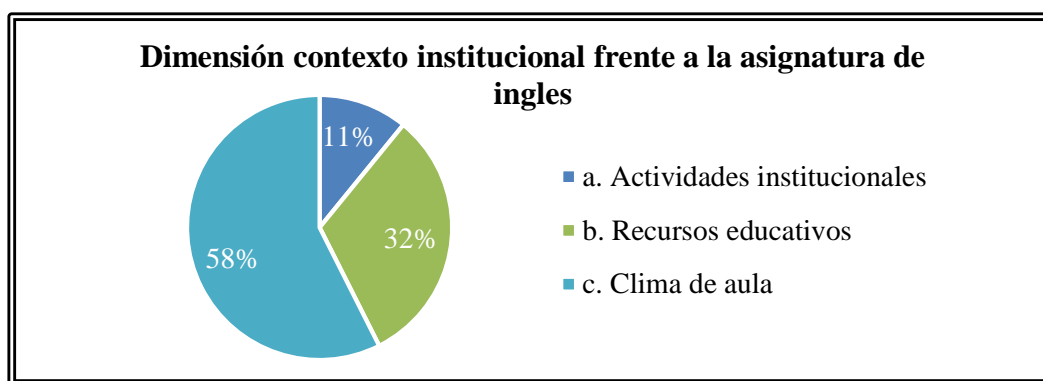 Dimensión contexto institucional frente a la asignatura de
ingles
11%
32%
58%
a. Actividades institucionales
b. Recursos educativos
c. Clima de aula